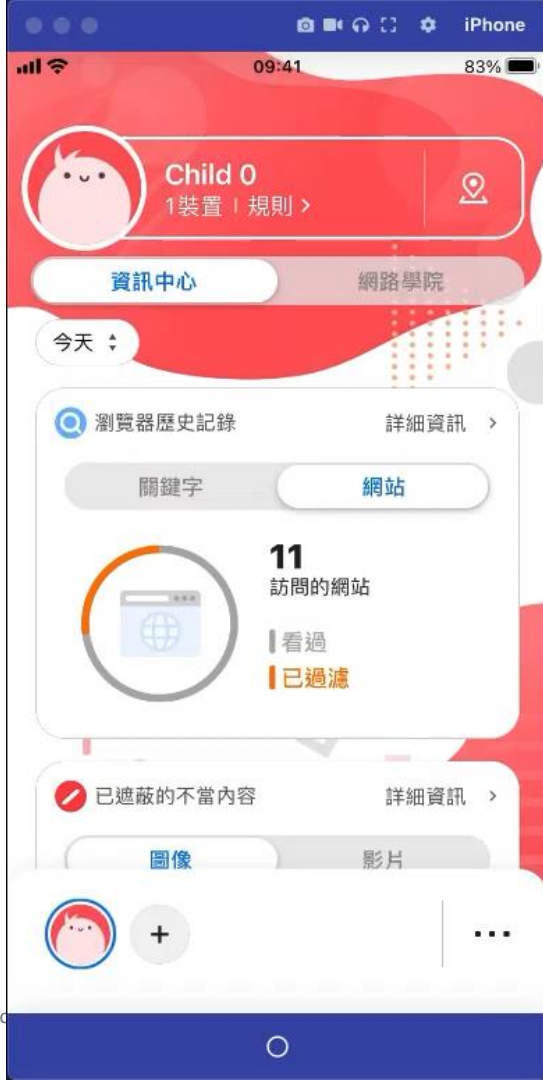 iPhone
09:41
83%
Child 0
1裝置 | 規則 >
資訊中心
網路學院
今天
瀏覽器歷史記錄
詳細資訊 >
關鍵字
網站
11
訪問的網站
看過
已過濾
已遮蔽的不當內容
詳細資訊 >
圖像
影片
+
...